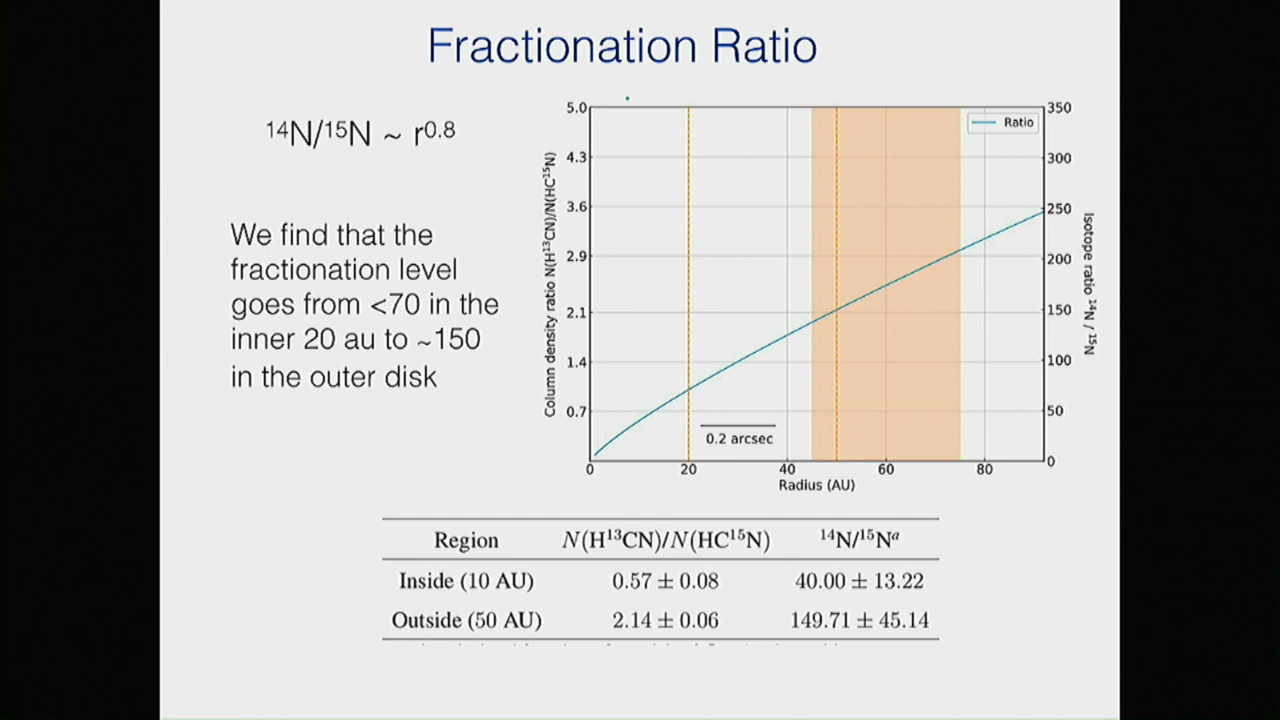 Fractionation Ratio
¹⁴N/¹⁵N ~ r⁰·⁸
We find that the
fractionation level
goes from <70 in the
inner 20 au to ~150
in the outer disk
Column density ratio N(H¹³CN)/N(HC¹⁵N)
5.0
4.3
3.6
2.9
2.1
1.4
0.7
Ratio
0.2 arcsec
0 20 40 60 80
Radius (AU)
350
300
250
200
150
100
50
0
Isotope ratio ¹⁴N / ¹⁵N
Region N(H¹³CN)/N(HC¹⁵N) ¹⁴N/¹⁵Nᵃ
Inside (10 AU) 0.57 ± 0.08 40.00 ± 13.22
Outside (50 AU) 2.14 ± 0.06 149.71 ± 45.14